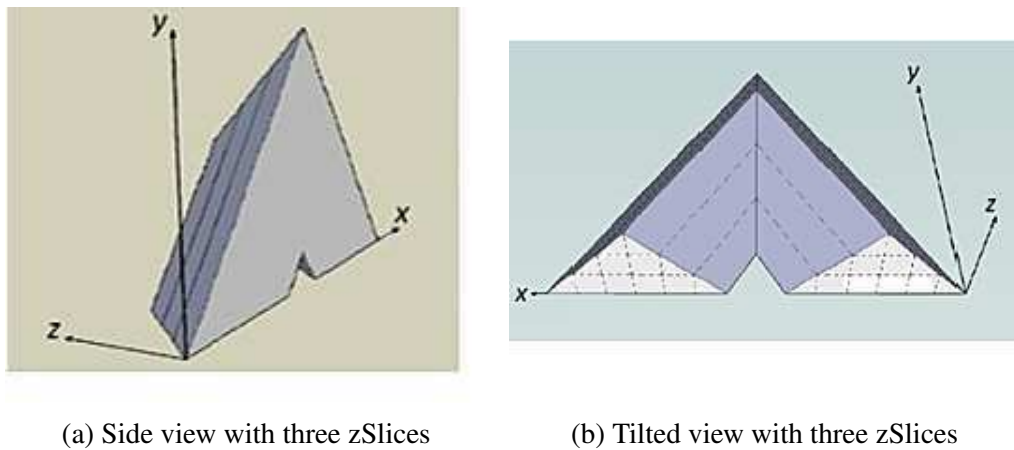 y
x
z
y
z
x
(a) Side view with three zSlices
(b) Tilted view with three zSlices